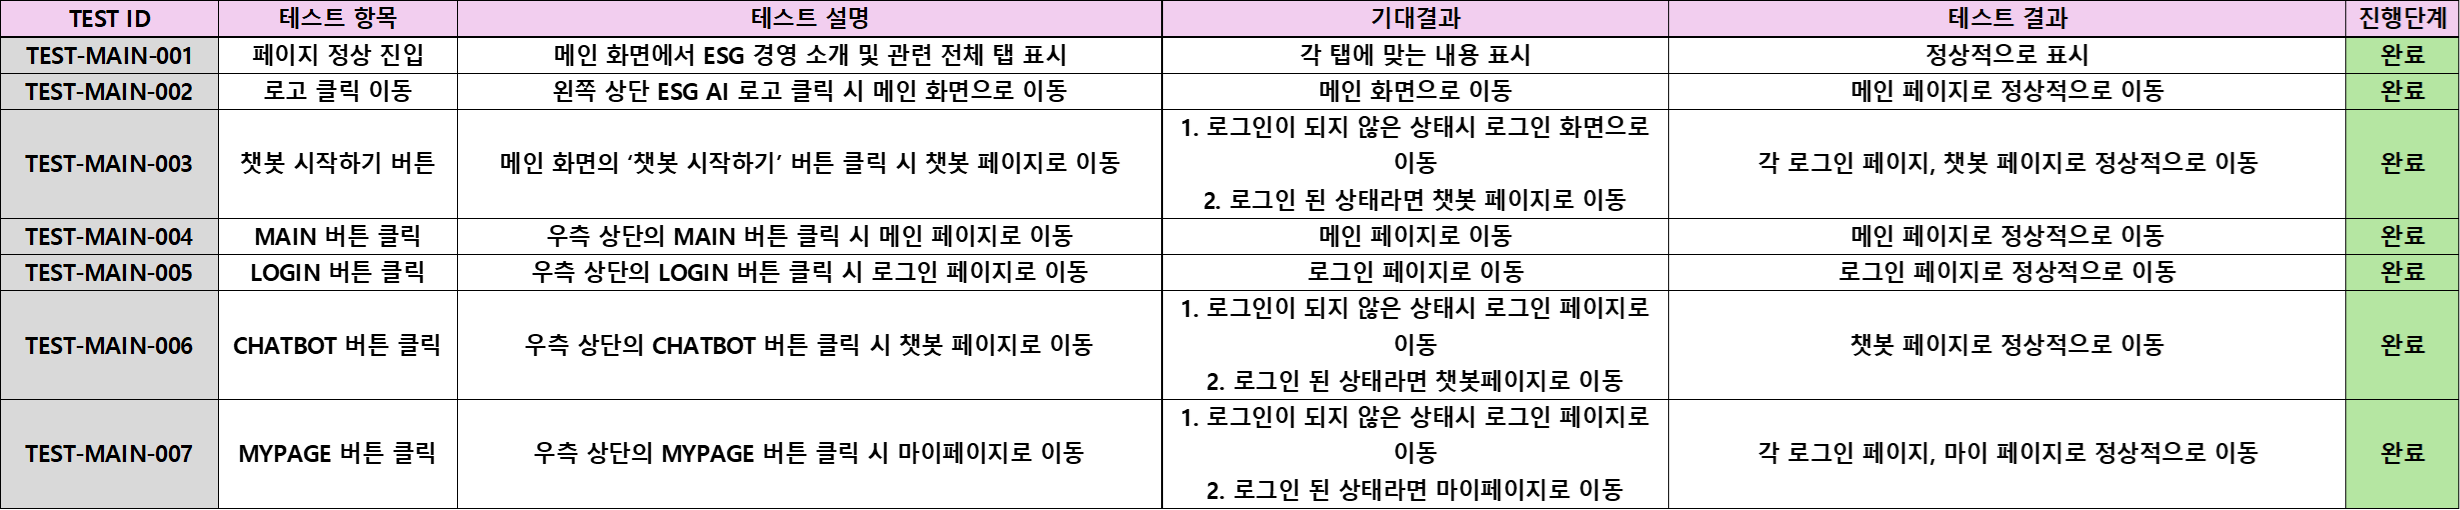 TEST ID 테스트 항목 테스트 설명 기대결과 테스트 결과 진행단계
TEST-MAIN-001 페이지 정상 진입 메인 화면에서 ESG 경영 소개 및 관련 전체 탭 표시 각 탭에 맞는 내용 표시 정상적으로 표시 완료
TEST-MAIN-002 로고 클릭 이동 왼쪽 상단 ESG AI 로고 클릭 시 메인 화면으로 이동 메인 화면으로 이동 메인 페이지로 정상적으로 이동 완료
1. 로그인이 되지 않은 상태시 로그인 화면으로
TEST-MAIN-003 챗봇 시작하기 버튼 메인 화면의 ‘챗봇 시작하기’ 버튼 클릭 시 챗봇 페이지로 이동 이동 각 로그인 페이지, 챗봇 페이지로 정상적으로 이동 완료
2. 로그인 된 상태라면 챗봇 페이지로 이동
TEST-MAIN-004 MAIN 버튼 클릭 우측 상단의 MAIN 버튼 클릭 시 메인 페이지로 이동 메인 페이지로 이동 메인 페이지로 정상적으로 이동 완료
TEST-MAIN-005 LOGIN 버튼 클릭 우측 상단의 LOGIN 버튼 클릭 시 로그인 페이지로 이동 로그인 페이지로 이동 로그인 페이지로 정상적으로 이동 완료
1. 로그인이 되지 않은 상태시 로그인 페이지로
TEST-MAIN-006 CHATBOT 버튼 클릭 우측 상단의 CHATBOT 버튼 클릭 시 챗봇 페이지로 이동 이동 챗봇 페이지로 정상적으로 이동 완료
2. 로그인 된 상태라면 챗봇페이지로 이동
1. 로그인이 되지 않은 상태시 로그인 페이지로
TEST-MAIN-007 MYPAGE 버튼 클릭 우측 상단의 MYPAGE 버튼 클릭 시 마이페이지로 이동 이동 각 로그인 페이지, 마이 페이지로 정상적으로 이동 완료
2. 로그인 된 상태라면 마이페이지로 이동